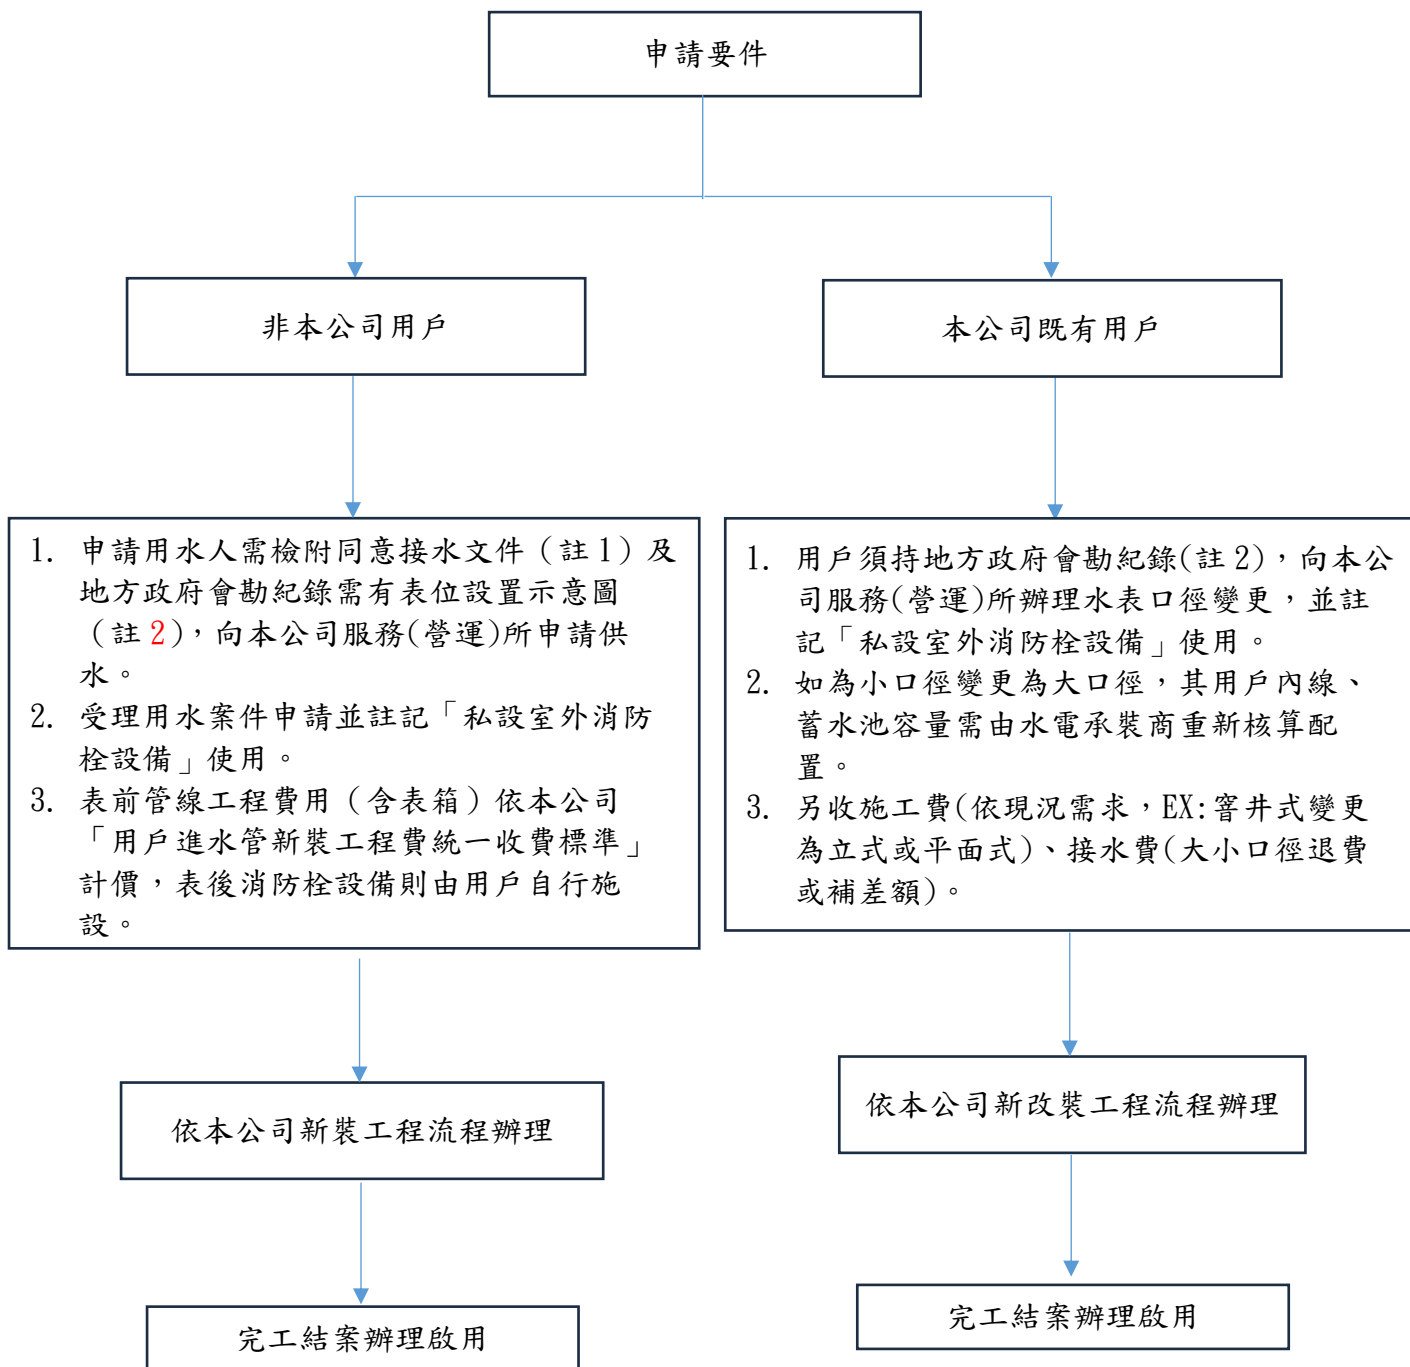 申請要件
非本公司用戶
本公司既有用戶
1. 申請用水人需檢附同意接水文件（註1）及
地方政府會勘紀錄需有表位設置示意圖
（註2），向本公司服務(營運)所申請供
水。
2. 受理用水案件申請並註記「私設室外消防
栓設備」使用。
3. 表前管線工程費用（含表箱）依本公司
「用戶進水管新裝工程費統一收費標準」
計價，表後消防栓設備則由用戶自行施
設。
1. 用戶須持地方政府會勘紀錄(註2)，向本公
司服務(營運)所辦理水表口徑變更，並註
記「私設室外消防栓設備」使用。
2. 如為小口徑變更為大口徑，其用戶內線、
蓄水池容量需由水電承裝商重新核算配
置。
3. 另收施工費(依現況需求，EX:窨井式變更
為立式或平面式)、接水費(大小口徑退費
或補差額)。
依本公司新裝工程流程辦理
依本公司新改裝工程流程辦理
完工結案辦理啟用
完工結案辦理啟用